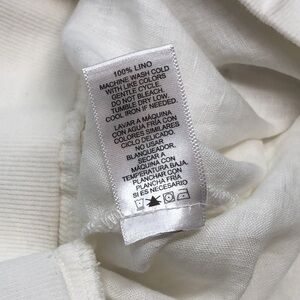 100% LINO
MACHINE WASH COLD
WITH LIKE COLORS
GENTLE CYCLE.
DO NOT BLEACH.
TUMBLE DRY LOW.
COOL IRON IF NEEDED.
LAVAR A MÁQUINA
CON AGUA FRÍA CON
COLORES SIMILARES
CICLO DELICADO.
NO USAR
BLANQUEADOR.
SECAR A
MÁQUINA CON
TEMPERATURA BAJA.
PLANCHAR CON
PLANCHA FRÍA
SI ES NECESARIO